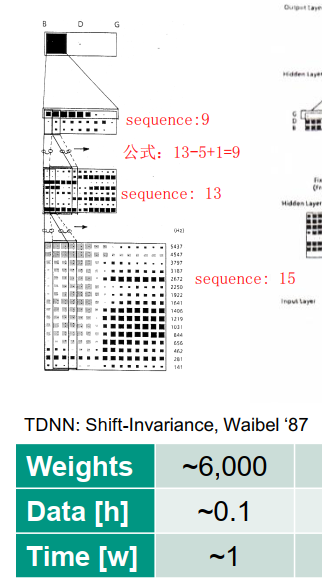 B D G
Output Layer
Hidden Layer
G
D
B
sequence:9
公式: 13-5+1=9
sequence: 13
Hidden Layer
(Hz)
5437
4547
3797
3187
2672
2250
1922
1641
1406
1219
1031
844
656
462
281
141
sequence: 15
Input Layer
TDNN: Shift-Invariance, Waibel ‘87
Weights ~6,000
Data [h] ~0.1
Time [w] ~1